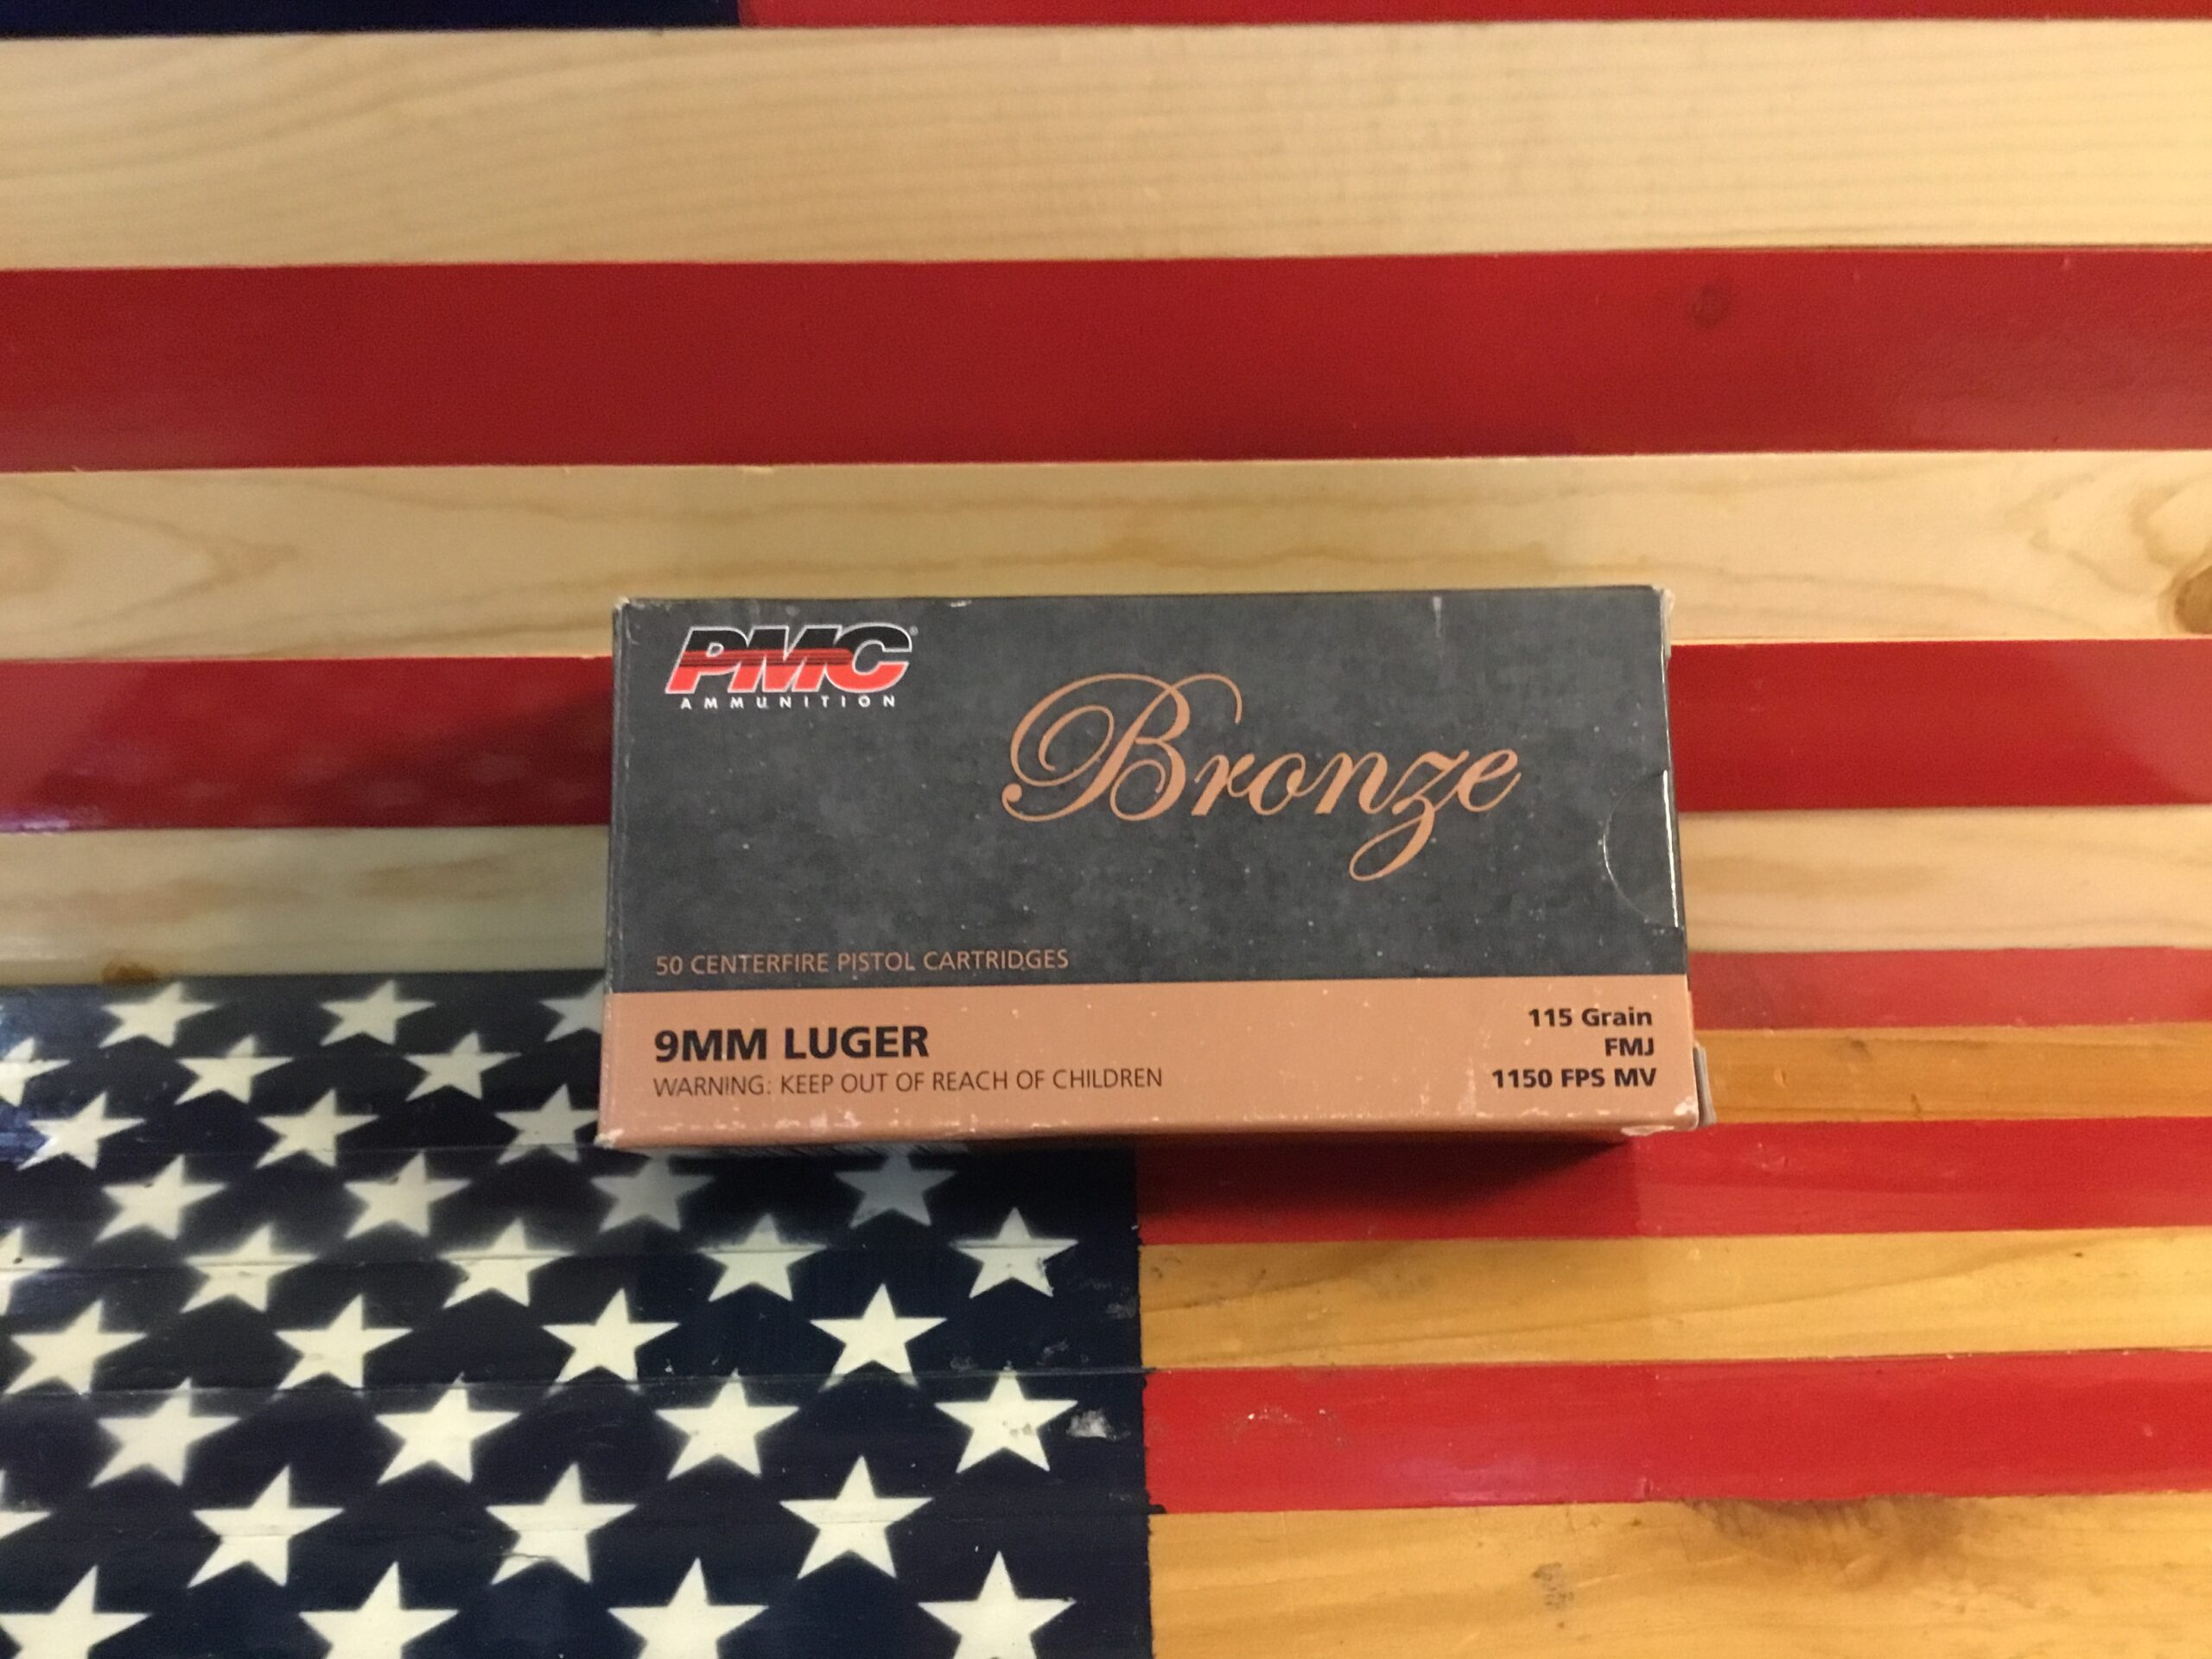 PMC®
AMMUNITION
Bronze
50 CENTERFIRE PISTOL CARTRIDGES
9MM LUGER
WARNING: KEEP OUT OF REACH OF CHILDREN
115 Grain
FMJ
1150 FPS MV